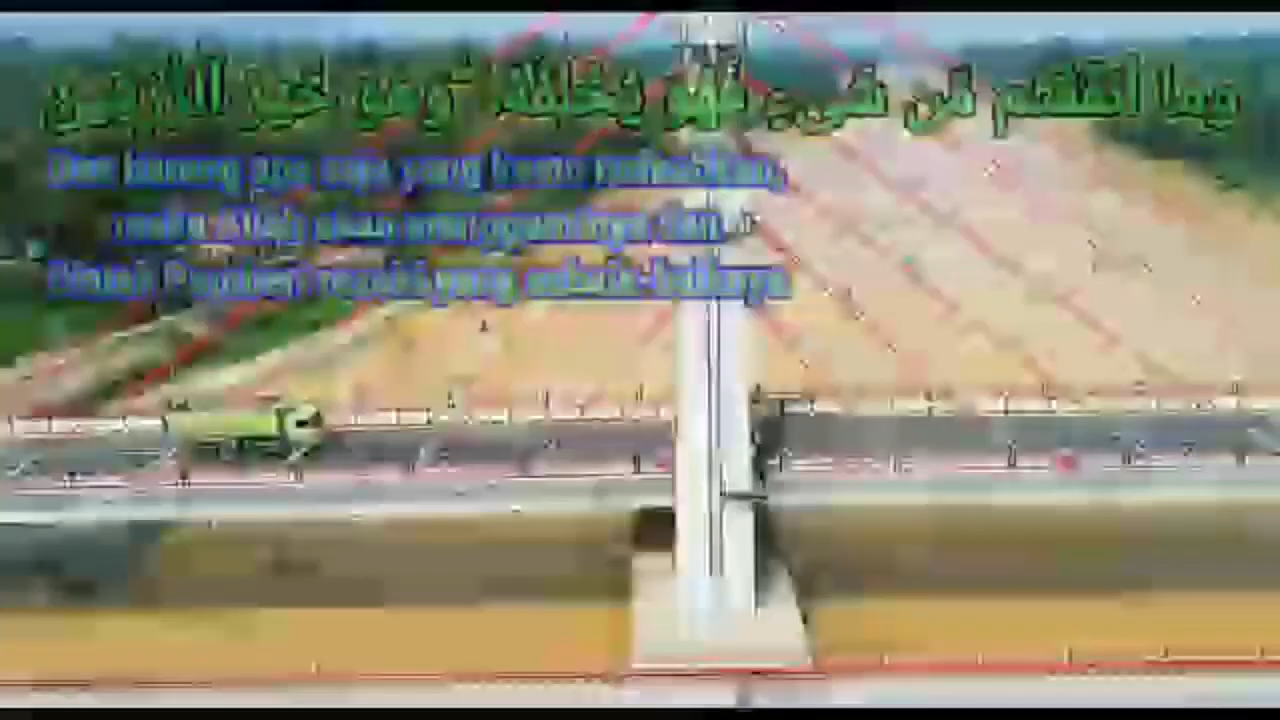 وما أنفقتم من شيء فهو يخلفه وهو خير الرازقين
Dan barang apa saja yang kamu nafkahkan,
maka Allah akan menggantinya dan
Dialah Pemberi rezeki yang sebaik-baiknya